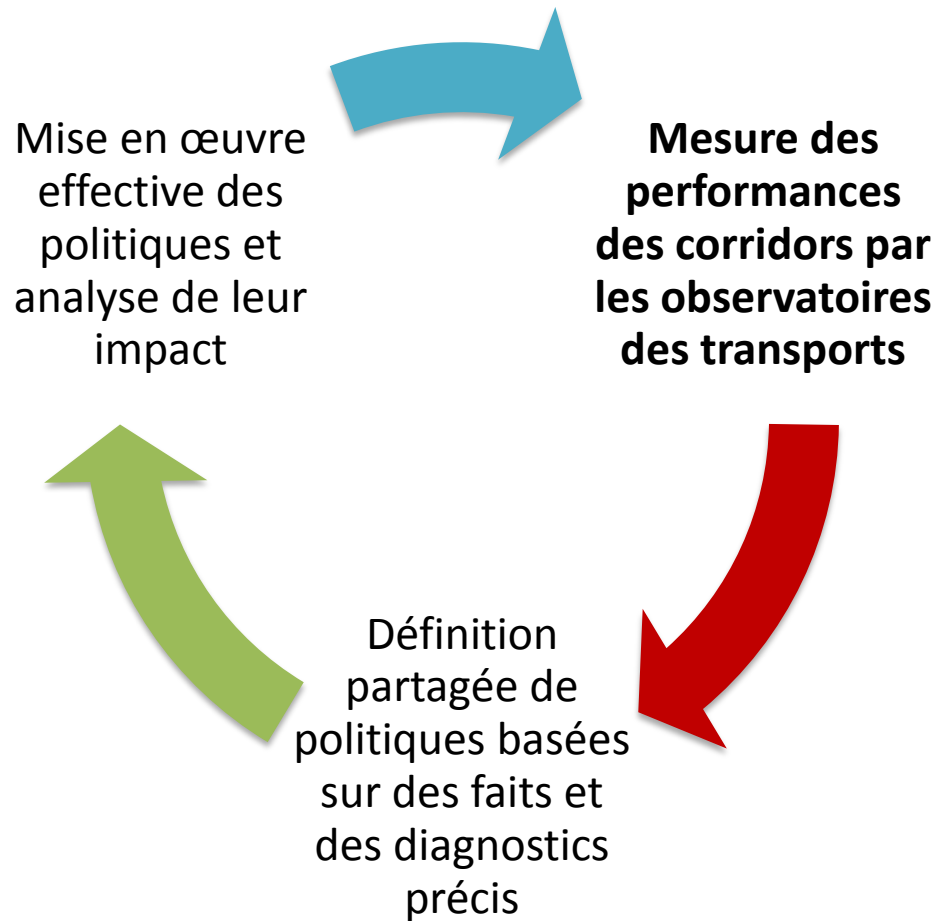 Mise en œuvre
effective des
politiques et
analyse de leur
impact
Mesure des
performances
des corridors par
les observatoires
des transports
Définition
partagée de
politiques basées
sur des faits et
des diagnostics
précis